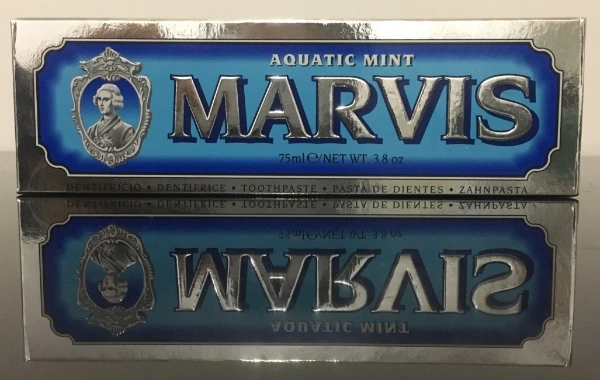 AQUATIC MINT
MARVIS
75ml ℮/NET WT. 3.8 oz
DENTIFRICIO • DENTIFRICE • TOOTHPASTE • PASTA DE DIENTES • ZAHNPASTA